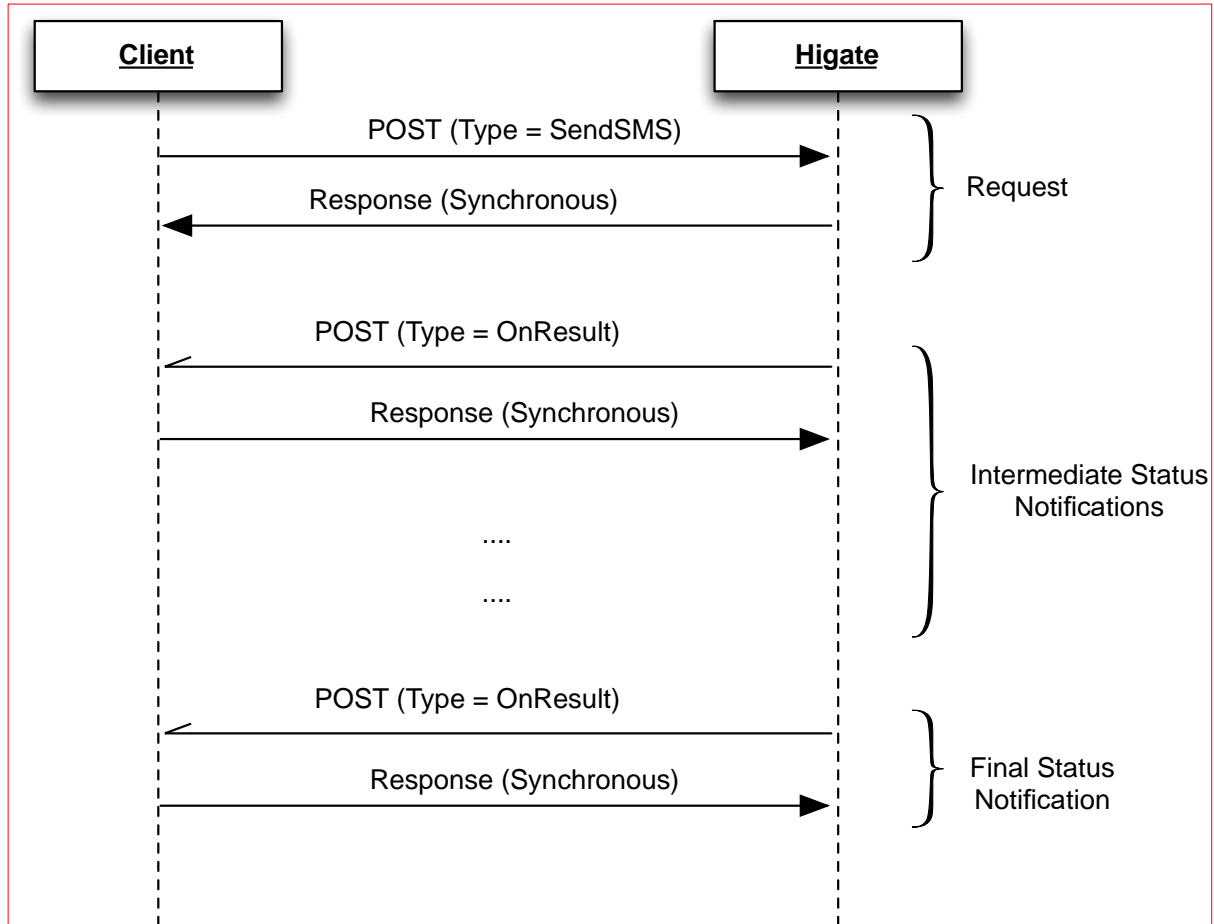 Client
Higate
POST (Type = SendSMS)
Response (Synchronous)
Request
POST (Type = OnResult)
Response (Synchronous)
Intermediate Status
Notifications
....
....
POST (Type = OnResult)
Response (Synchronous)
Final Status
Notification